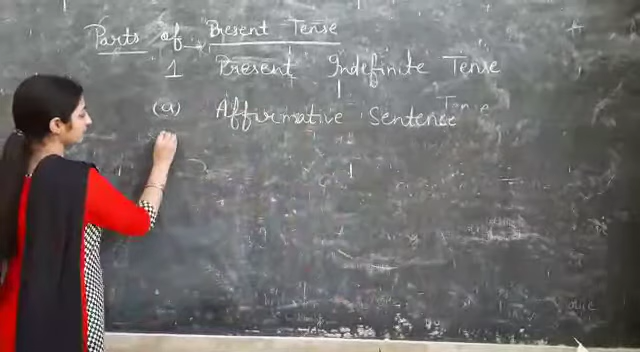 Parts of → Present Tense
1 Present Indefinite Tense
(a) Affirmative Sentence